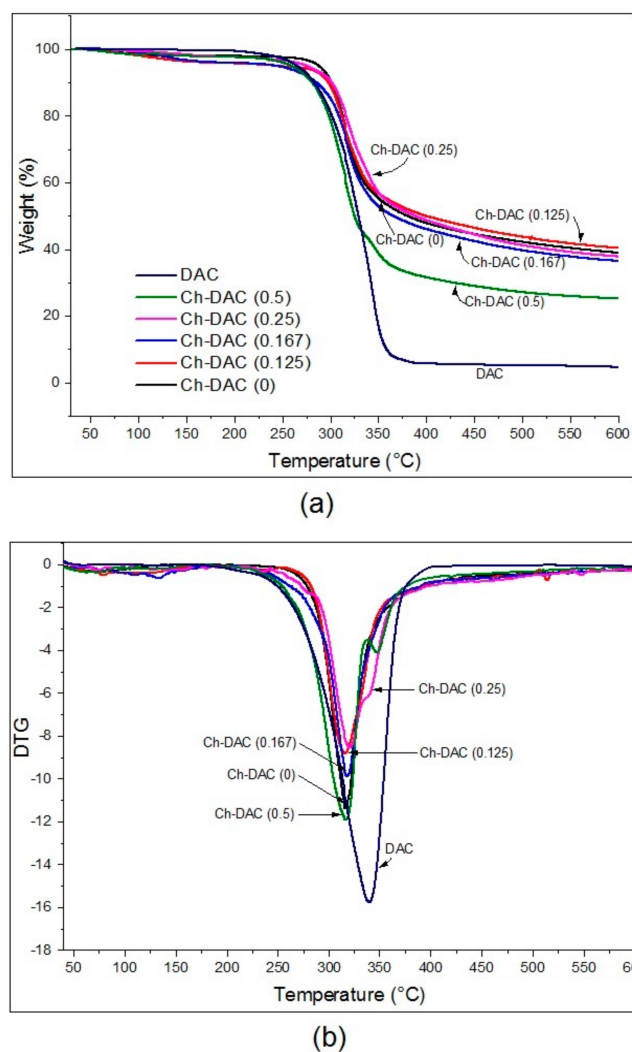 100
80
60
40
20
0
Weight (%)
Ch-DAC (0.25)
Ch-DAC (0.125)
Ch-DAC (0)
Ch-DAC (0.167)
Ch-DAC (0.5)
DAC
DAC
Ch-DAC (0.5)
Ch-DAC (0.25)
Ch-DAC (0.167)
Ch-DAC (0.125)
Ch-DAC (0)
50 100 150 200 250 300 350 400 450 500 550 600
Temperature (°C)
(a)
0
-2
-4
-6
-8
-10
-12
-14
-16
-18
DTG
Ch-DAC (0.25)
Ch-DAC (0.167)
Ch-DAC (0.125)
Ch-DAC (0)
Ch-DAC (0.5)
DAC
50 100 150 200 250 300 350 400 450 500 550 600
Temperature (°C)
(b)